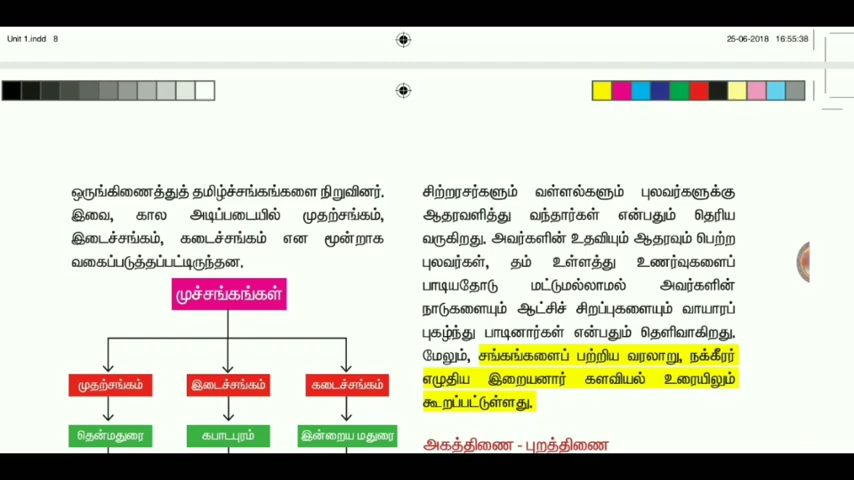 Unit 1.indd 8
25-06-2018 16:55:38
ஒருங்கிணைத்துத் தமிழ்ச்சங்கங்களை நிறுவினர்.
இவை, கால அடிப்படையில் முதற்சங்கம்,
இடைச்சங்கம், கடைச்சங்கம் என மூன்றாக
வகைப்படுத்தப்பட்டிருந்தன.
முச்சங்கங்கள்
முதற்சங்கம் இடைச்சங்கம் கடைச்சங்கம்
தென்மதுரை கபாடபுரம் இன்றைய மதுரை
சிற்றரசர்களும் வள்ளல்களும் புலவர்களுக்கு
ஆதரவளித்து வந்தார்கள் என்பதும் தெரிய
வருகிறது. அவர்களின் உதவியும் ஆதரவும் பெற்ற
புலவர்கள், தம் உள்ளத்து உணர்வுகளைப்
பாடியதோடு மட்டுமல்லாமல் அவர்களின்
நாடுகளையும் ஆட்சிச் சிறப்புகளையும் வாயாரப்
புகழ்ந்து பாடினார்கள் என்பதும் தெளிவாகிறது.
மேலும், சங்கங்களைப் பற்றிய வரலாறு, நக்கீரர்
எழுதிய இறையனார் களவியல் உரையிலும்
கூறப்பட்டுள்ளது.
அகத்திணை - புறத்திணை